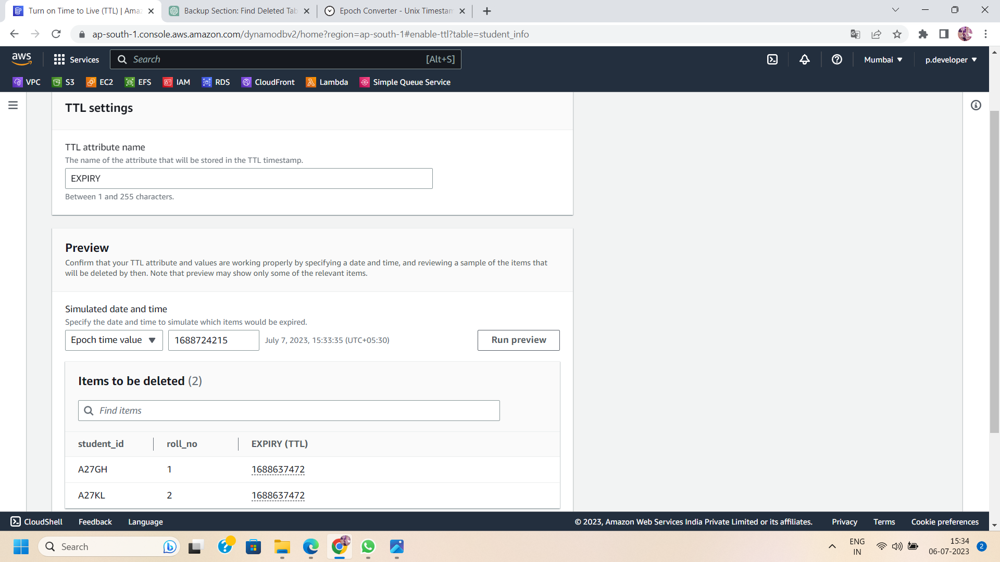 Turn on Time to Live (TTL) | Amaz
Backup Section: Find Deleted Tab
Epoch Converter - Unix Timestam
ap-south-1.console.aws.amazon.com/dynamodbv2/home?region=ap-south-1#enable-ttl?table=student_info
aws
Services
Search
[Alt+S]
Mumbai
p.developer
VPC
S3
EC2
EFS
IAM
RDS
CloudFront
Lambda
Simple Queue Service
TTL settings
TTL attribute name
The name of the attribute that will be stored in the TTL timestamp.
EXPIRY
Between 1 and 255 characters.
Preview
Confirm that your TTL attribute and values are working properly by specifying a date and time, and reviewing a sample of the items that
will be deleted by then. Note that preview may show only some of the relevant items.
Simulated date and time
Specify the date and time to simulate which items would be expired.
Epoch time value
1688724215
July 7, 2023, 15:33:35 (UTC+05:30)
Run preview
Items to be deleted (2)
Find items
student_id
roll_no
EXPIRY (TTL)
A27GH
1
1688637472
A27KL
2
1688637472
CloudShell
Feedback
Language
© 2023, Amazon Web Services India Private Limited or its affiliates.
Privacy
Terms
Cookie preferences
Search
ENG
IN
15:34
06-07-2023
2